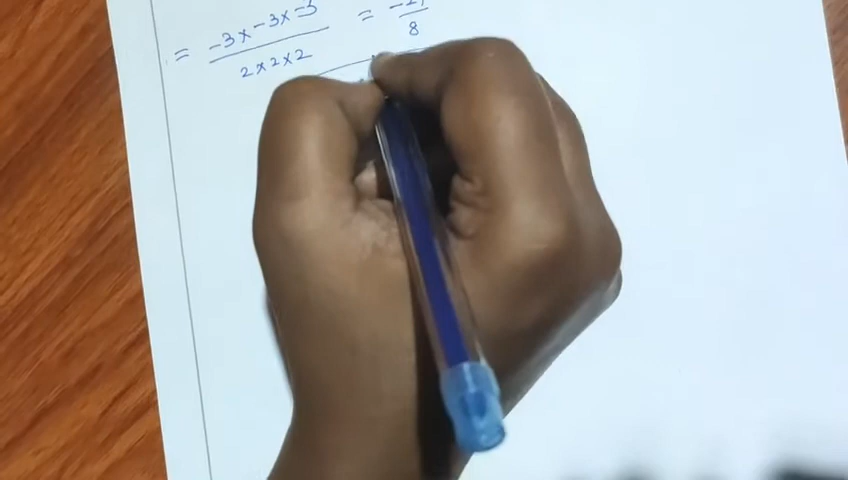 = -3×-3×-3 / 2×2×2 = -27 / 8